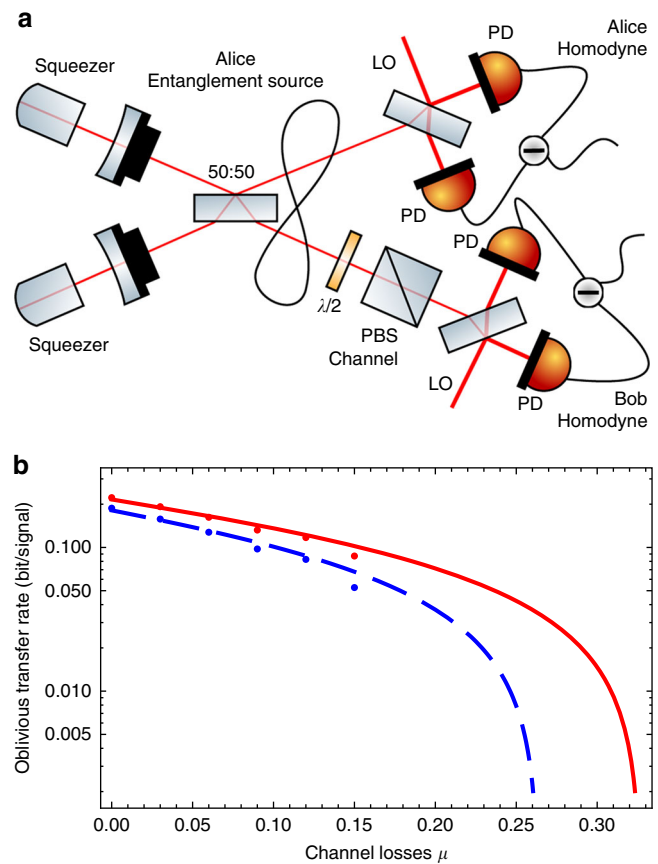 a
Squeezer
Alice
Entanglement source
50:50
LO
PD
Alice
Homodyne
PD
PD
λ/2
PBS
Channel
Squeezer
LO
PD
Bob
Homodyne
b
Oblivious transfer rate (bit/signal)
0.100
0.050
0.010
0.005
0.00 0.05 0.10 0.15 0.20 0.25 0.30
Channel losses μ